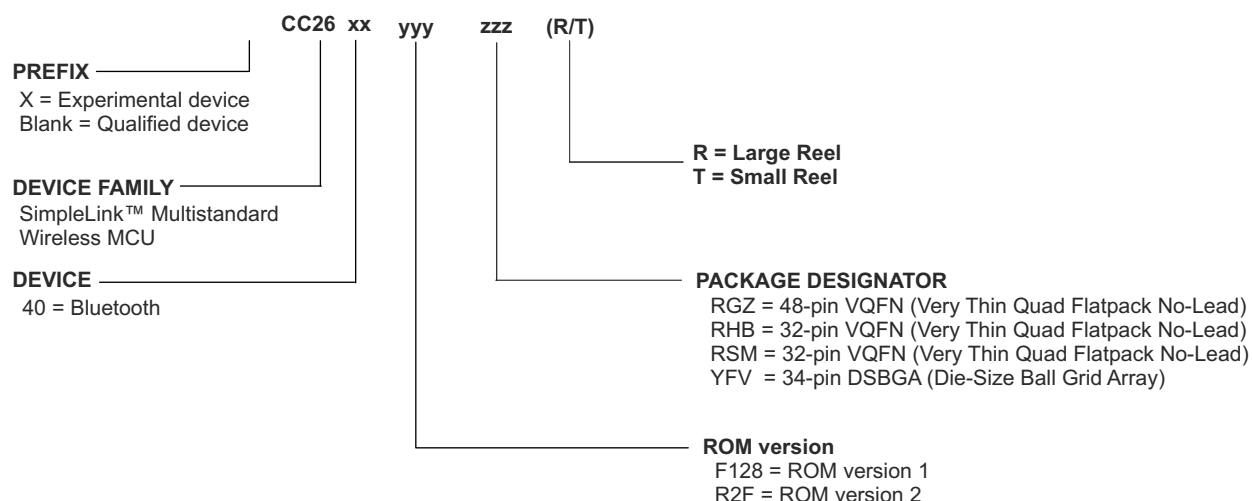 CC26 xx yyy zzz (R/T)
PREFIX
X = Experimental device
Blank = Qualified device
R = Large Reel
T = Small Reel
DEVICE FAMILY
SimpleLink™ Multistandard
Wireless MCU
DEVICE
40 = Bluetooth
PACKAGE DESIGNATOR
RGZ = 48-pin VQFN (Very Thin Quad Flatpack No-Lead)
RHB = 32-pin VQFN (Very Thin Quad Flatpack No-Lead)
RSM = 32-pin VQFN (Very Thin Quad Flatpack No-Lead)
YFV = 34-pin DSBGA (Die-Size Ball Grid Array)
ROM version
F128 = ROM version 1
R2F = ROM version 2